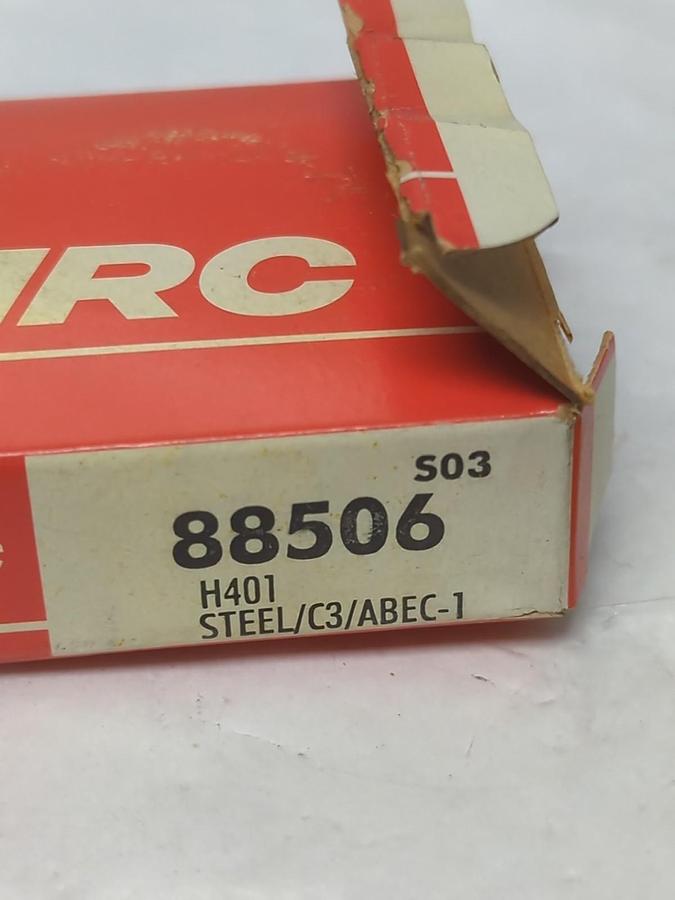 RC
S03
88506
H401
STEEL/C3/ABEC-1